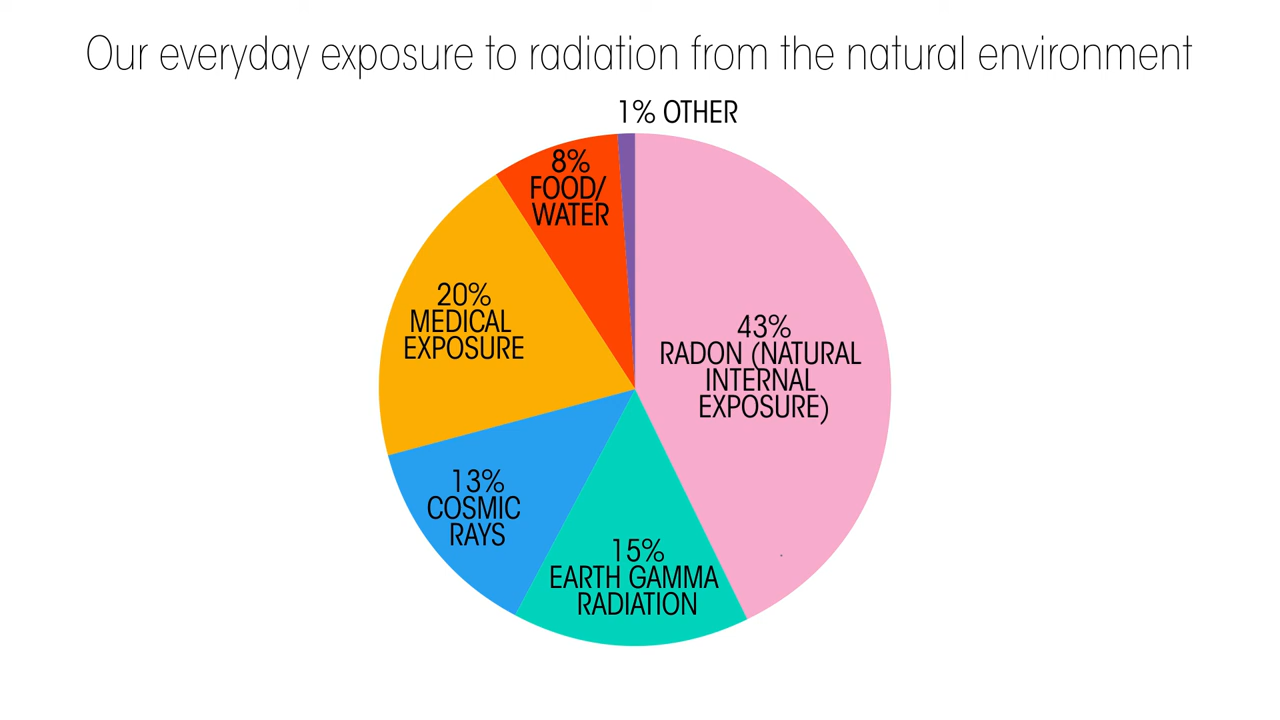 Our everyday exposure to radiation from the natural environment
1% OTHER
8%
FOOD/
WATER
20%
MEDICAL
EXPOSURE
43%
RADON (NATURAL
INTERNAL
EXPOSURE)
13%
COSMIC
RAYS
15%
EARTH GAMMA
RADIATION